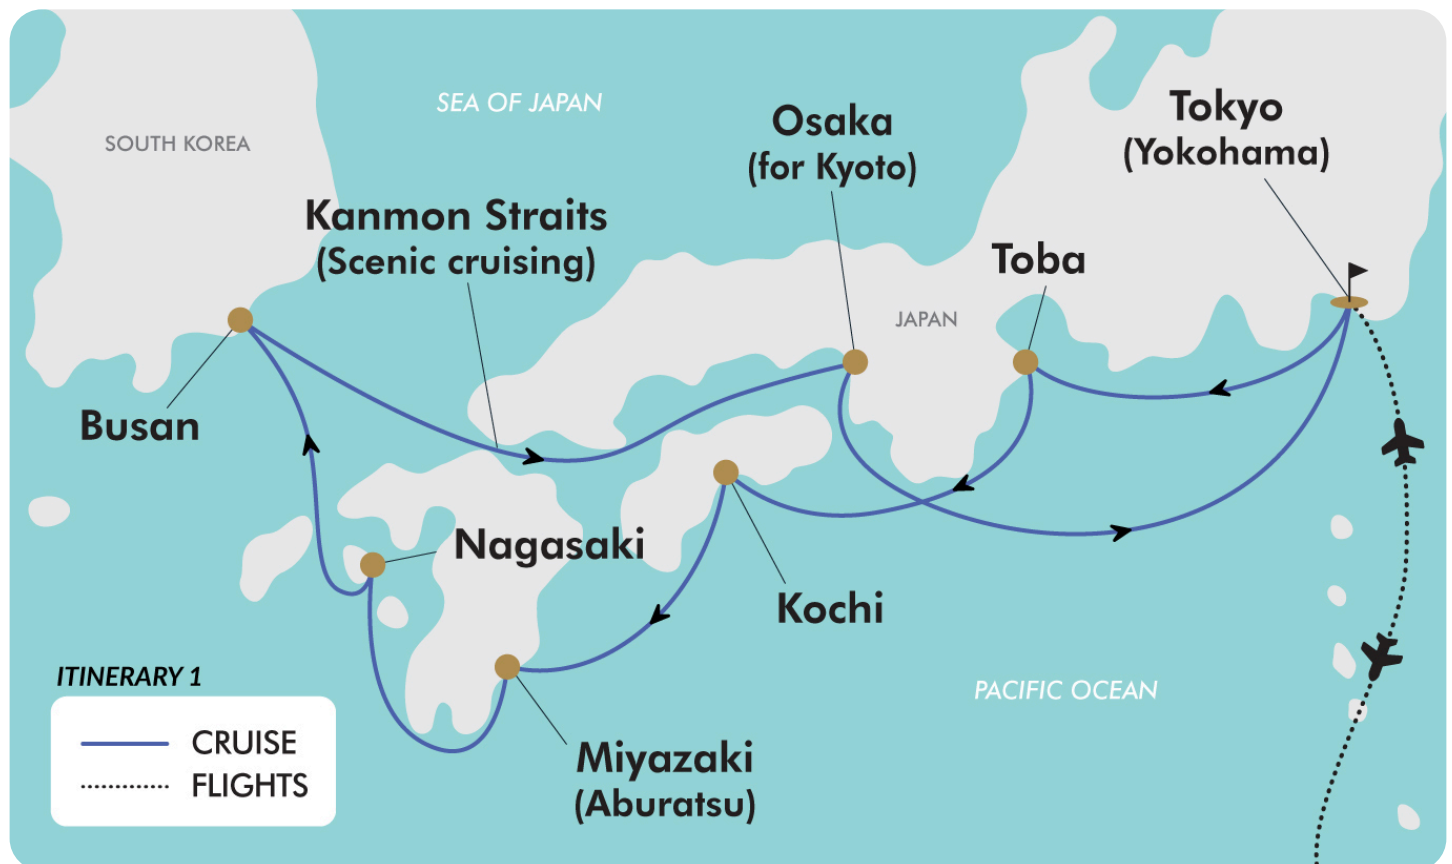 SEA OF JAPAN
SOUTH KOREA
Tokyo
(Yokohama)
Osaka
(for Kyoto)
Kanmon Straits
(Scenic cruising)
Toba
JAPAN
Busan
Nagasaki
Kochi
ITINERARY 1
CRUISE
FLIGHTS
PACIFIC OCEAN
Miyazaki
(Aburatsu)